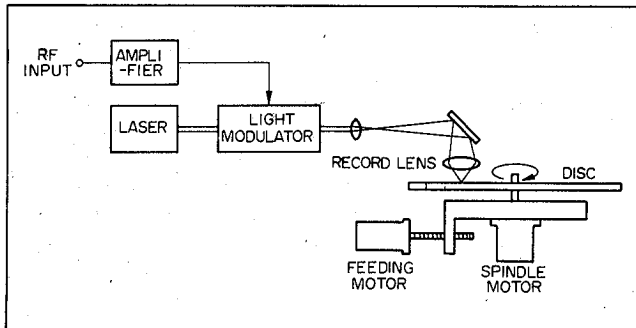 RF
INPUT
AMPLI
-FIER
LASER
LIGHT
MODULATOR
RECORD LENS
DISC
FEEDING
MOTOR
SPINDLE
MOTOR